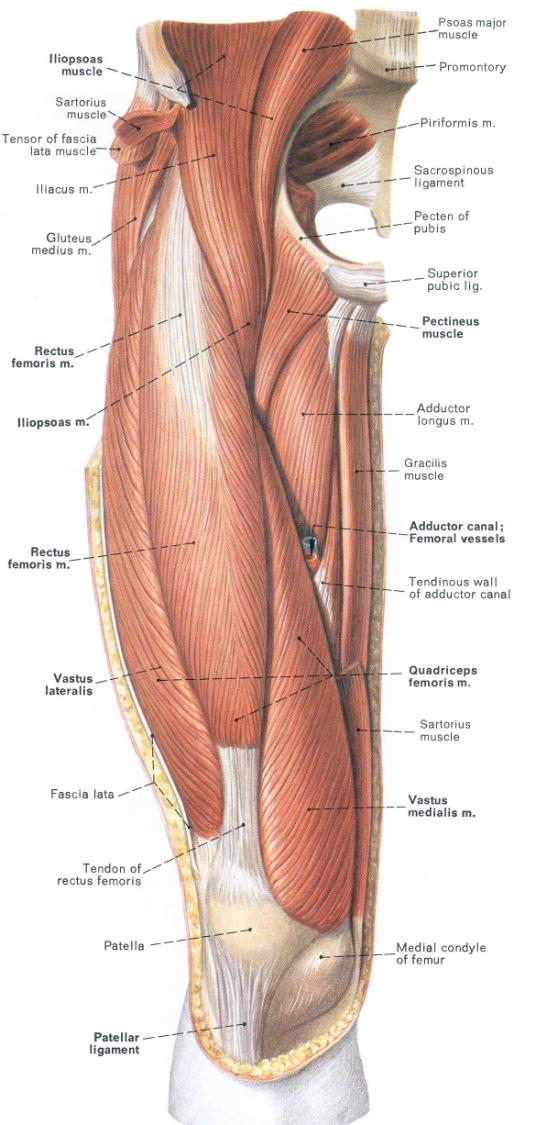 Psoas major
muscle
Iliopsoas
muscle
Promontory
Sartorius
muscle
Piriformis m.
Tensor of fascia
lata muscle
Sacrospinous
ligament
Iliacus m.
Pecten of
pubis
Gluteus
medius m.
Superior
pubic lig.
Pectineus
muscle
Rectus
femoris m.
Iliopsoas m.
Adductor
longus m.
Gracilis
muscle
Adductor canal;
Femoral vessels
Rectus
femoris m.
Tendinous wall
of adductor canal
Vastus
lateralis
Quadriceps
femoris m.
Sartorius
muscle
Fascia lata
Vastus
medialis m.
Tendon of
rectus femoris
Patella
Medial condyle
of femur
Patellar
ligament